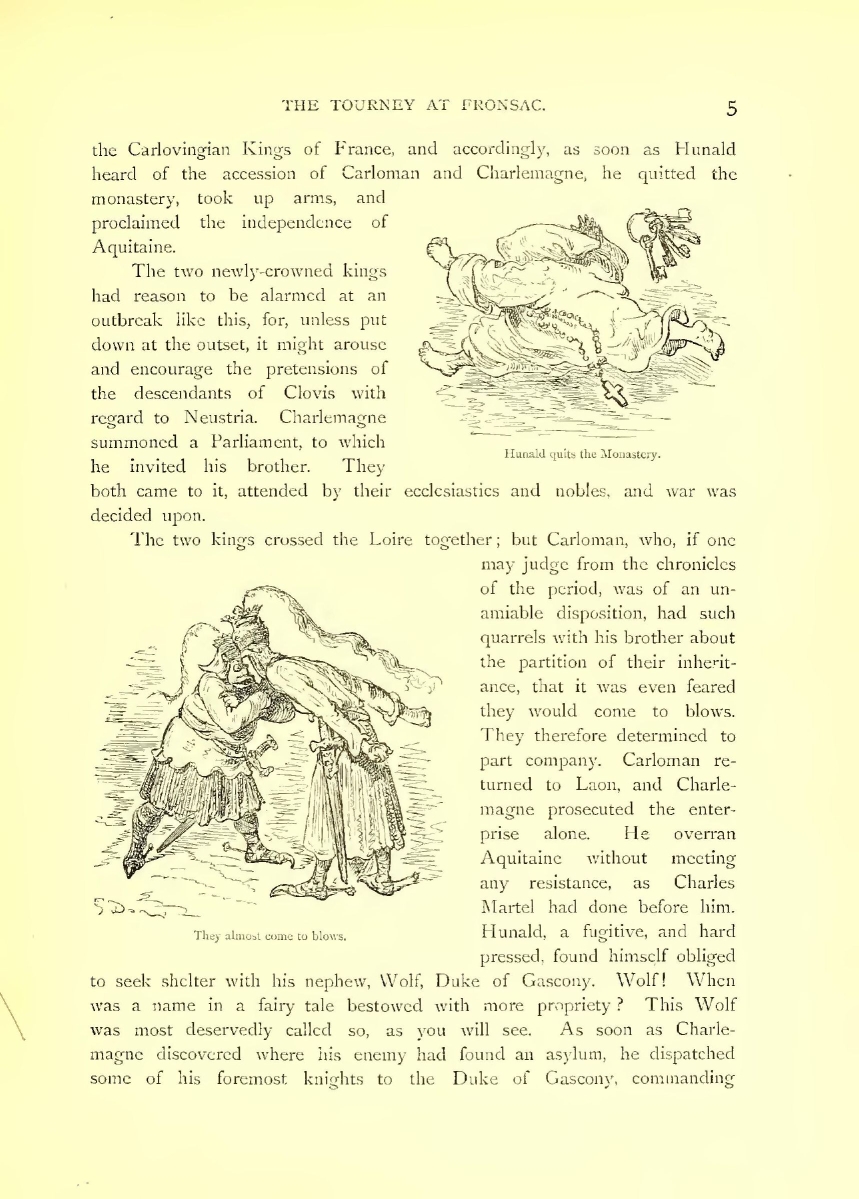 THE TOURNEY AT FRONSAC.
5
the Carlovingian Kings of France, and accordingly, as soon as Hunald
heard of the accession of Carloman and Charlemagne, he quitted the
monastery, took up arms, and
proclaimed the independence of
Aquitaine.
The two newly-crowned kings
had reason to be alarmed at an
outbreak like this, for, unless put
down at the outset, it might arouse
and encourage the pretensions of
the descendants of Clovis with
regard to Neustria. Charlemagne
summoned a Parliament, to which
he invited his brother. They
Hunald quits the Monastery.
both came to it, attended by their ecclesiastics and nobles, and war was
decided upon.
The two kings crossed the Loire together; but Carloman, who, if one
may judge from the chronicles
of the period, was of an un-
amiable disposition, had such
quarrels with his brother about
the partition of their inherit-
ance, that it was even feared
they would come to blows.
They therefore determined to
part company. Carloman re-
turned to Laon, and Charle-
magne prosecuted the enter-
prise alone. He overran
Aquitaine without meeting
any resistance, as Charles
Martel had done before him.
Hunald, a fugitive, and hard
pressed, found himself obliged
They almost come to blows.
to seek shelter with his nephew, Wolf, Duke of Gascony. Wolf! When
was a name in a fairy tale bestowed with more propriety? This Wolf
was most deservedly called so, as you will see. As soon as Charle-
magne discovered where his enemy had found an asylum, he dispatched
some of his foremost knights to the Duke of Gascony, commanding